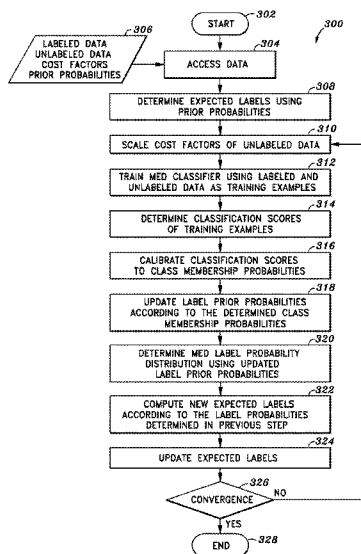 302
300
START
306
LABELED DATA
UNLABELED DATA
COST FACTORS
PRIOR PROBABILITIES
304
ACCESS DATA
308
DETERMINE EXPECTED LABELS USING
PRIOR PROBABILITIES
310
SCALE COST FACTORS OF UNLABELED DATA
312
TRAIN MED CLASSIFIER USING LABELED AND
UNLABELED DATA AS TRAINING EXAMPLES
314
DETERMINE CLASSIFICATION SCORES
OF TRAINING EXAMPLES
316
CALIBRATE CLASSIFICATION SCORES
TO CLASS MEMBERSHIP PROBABILITIES
318
UPDATE LABEL PRIOR PROBABILITIES
ACCORDING TO THE DETERMINED CLASS
MEMBERSHIP PROBABILITIES
320
DETERMINE MED LABEL PROBABILITY
DISTRIBUTION USING UPDATED
LABEL PRIOR PROBABILITIES
322
COMPUTE NEW EXPECTED LABELS
ACCORDING TO THE LABEL PROBABILITIES
DETERMINED IN PREVIOUS STEP
324
UPDATE EXPECTED LABELS
326
CONVERGENCE
NO
YES
END
328